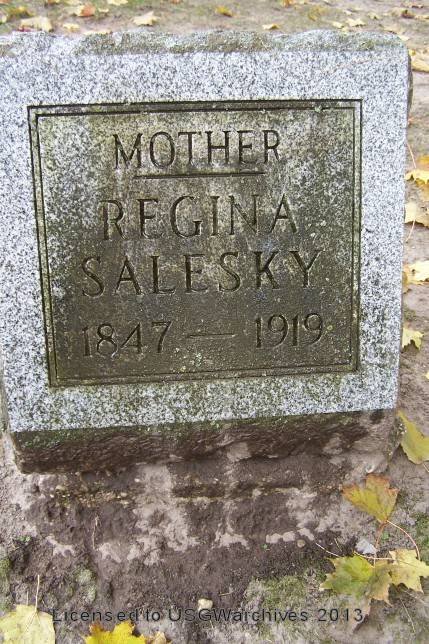 MOTHER
REGINA
SALESKY
1847 — 1919
Licensed to USGWarchives 2013